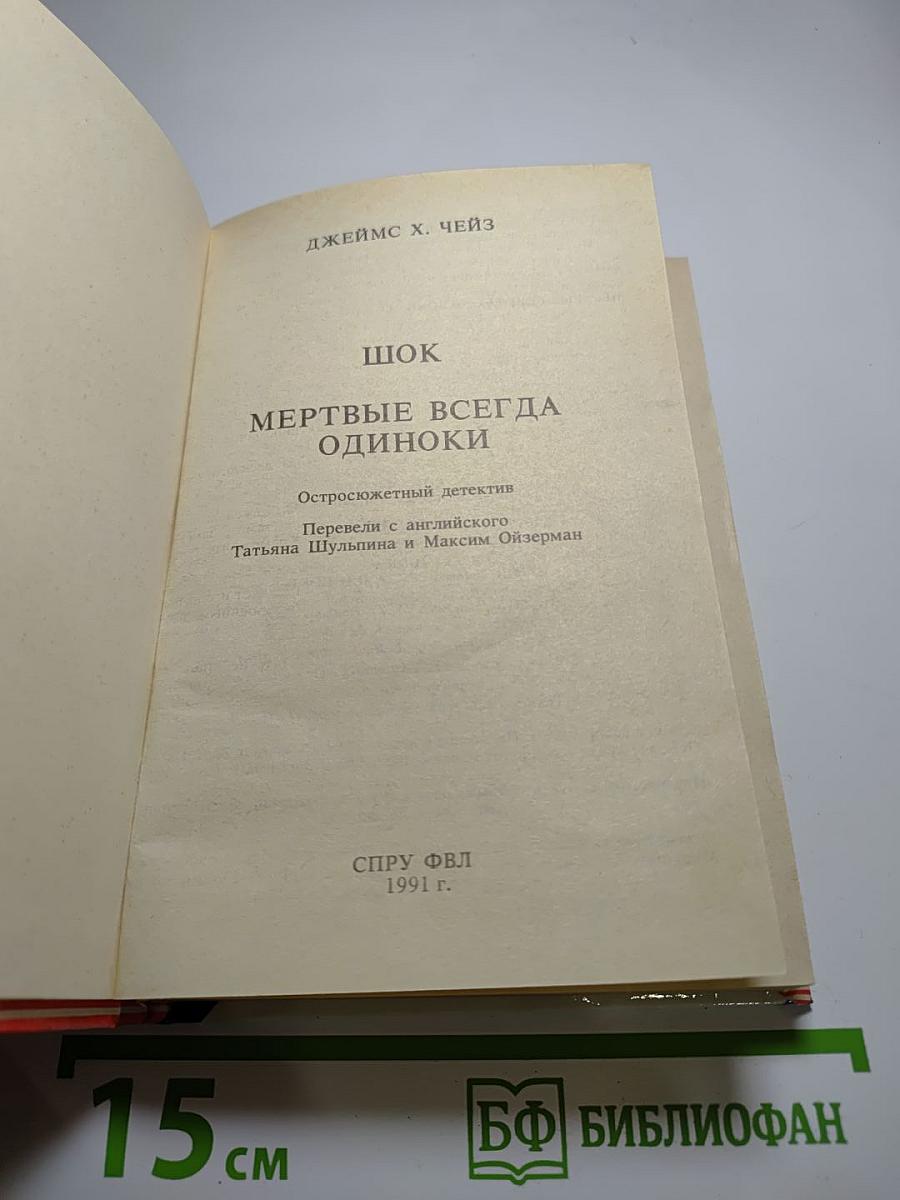 ДЖЕЙМС Х. ЧЕЙЗ
ШОК
МЕРТВЫЕ ВСЕГДА
ОДИНОКИ
Остросюжетный детектив
Перевели с английского
Татьяна Шульпина и Максим Ойзерман
СПРУ ФВЛ
1991 г.
15 см
БФ БИБЛИОФАН